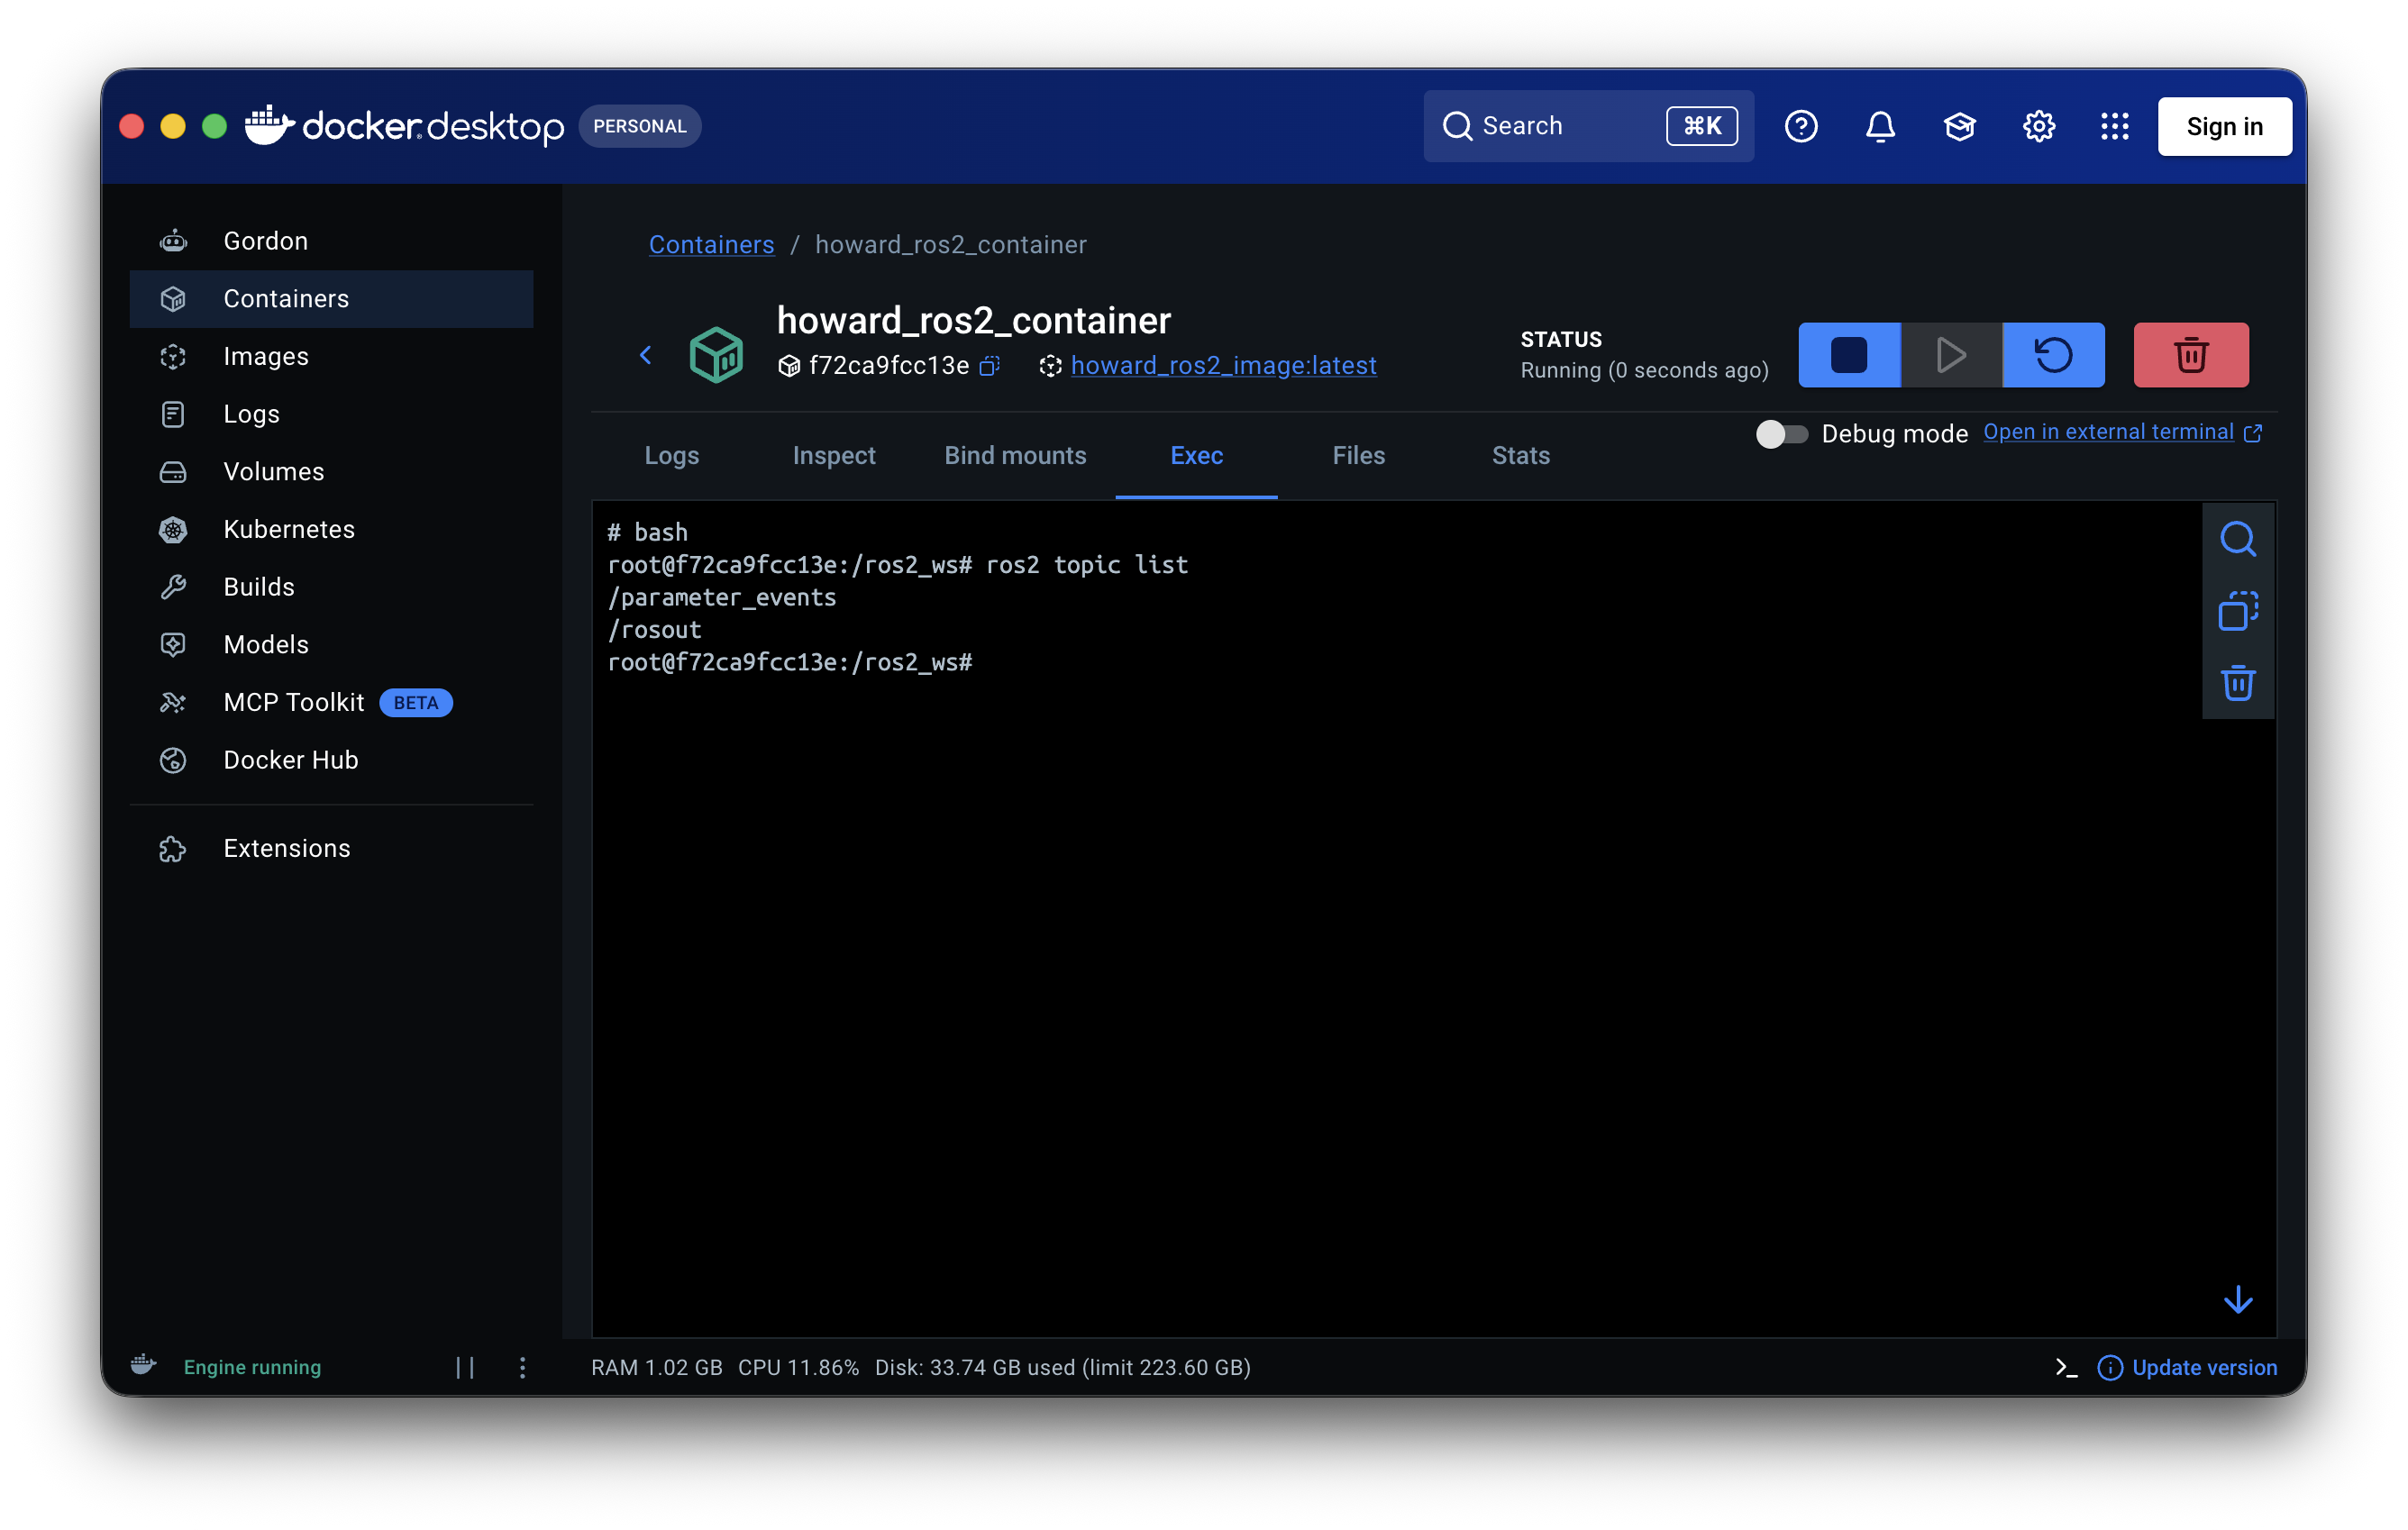 docker desktop PERSONAL Search ⌘K Sign in
Gordon
Containers
Images
Logs
Volumes
Kubernetes
Builds
Models
MCP Toolkit BETA
Docker Hub
Extensions
Containers / howard_ros2_container
howard_ros2_container
f72ca9fcc13e howard_ros2_image:latest
STATUS
Running (0 seconds ago)
Logs Inspect Bind mounts Exec Files Stats
Debug mode Open in external terminal
# bash
root@f72ca9fcc13e:/ros2_ws# ros2 topic list
/parameter_events
/rosout
root@f72ca9fcc13e:/ros2_ws#
Engine running
RAM 1.02 GB CPU 11.86% Disk: 33.74 GB used (limit 223.60 GB)
Update version